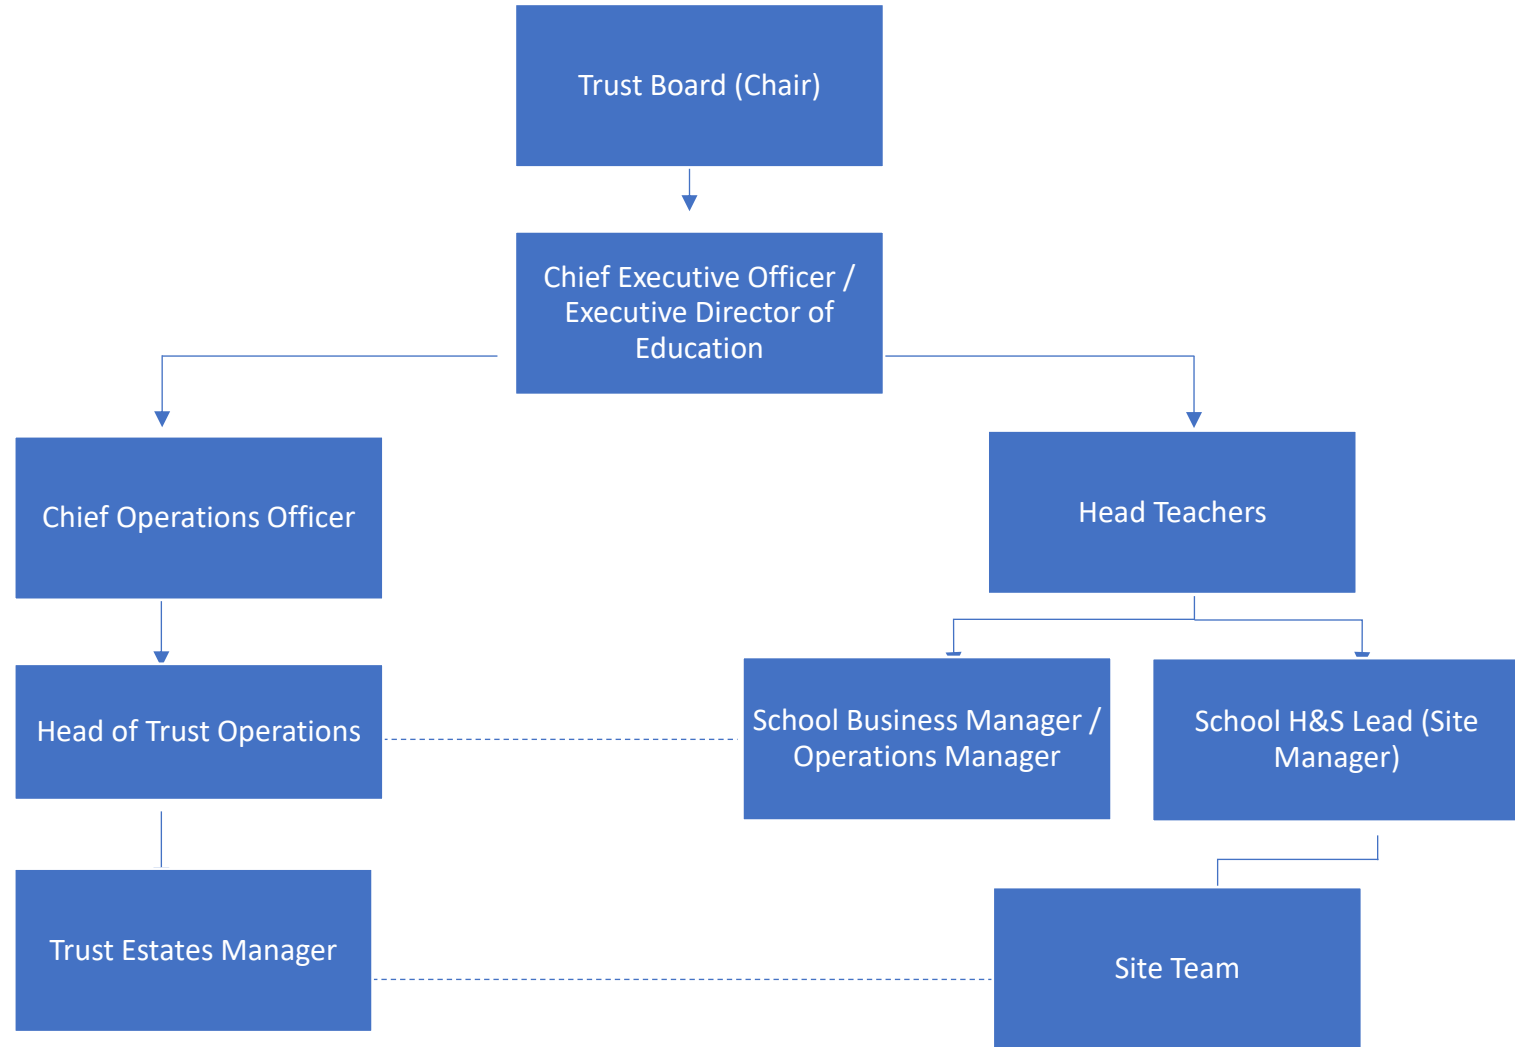 Trust Board (Chair)
Chief Executive Officer /
Executive Director of
Education
Chief Operations Officer
Head Teachers
Head of Trust Operations
School Business Manager /
Operations Manager
School H&S Lead (Site
Manager)
Trust Estates Manager
Site Team